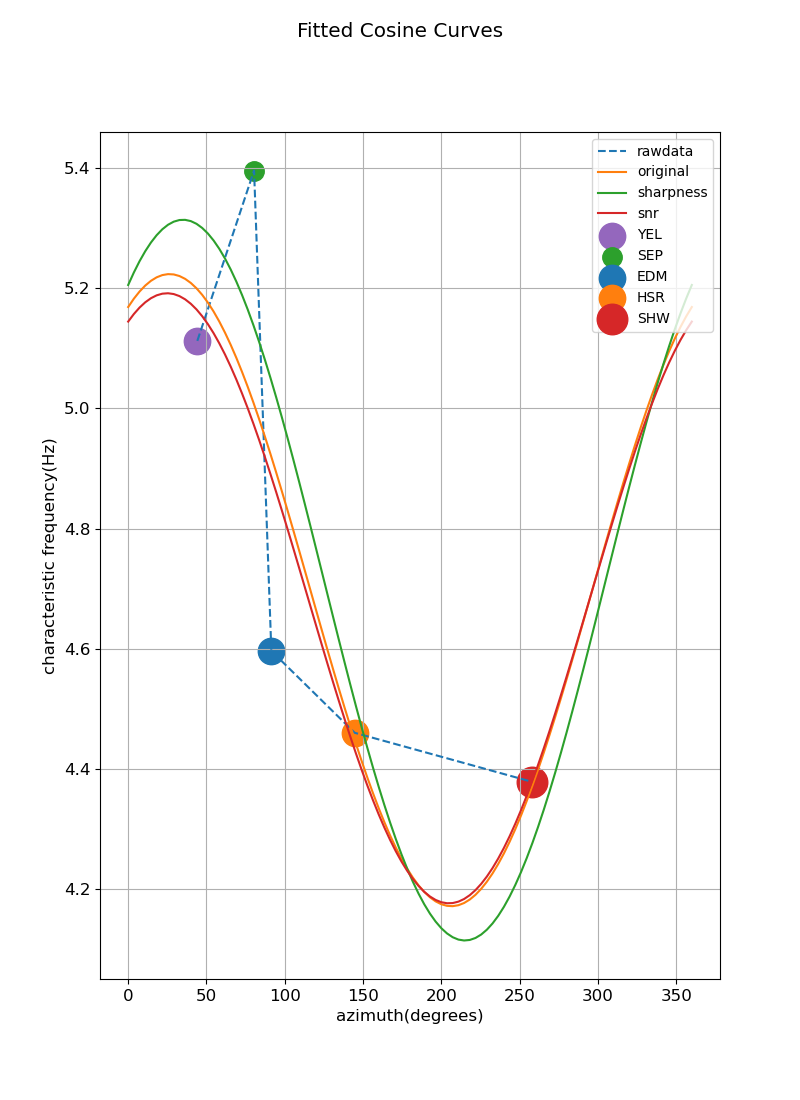 Fitted Cosine Curves
rawdata
original
sharpness
snr
YEL
SEP
EDM
HSR
SHW
5.4
5.2
5.0
4.8
4.6
4.4
4.2
characteristic frequency(Hz)
0 50 100 150 200 250 300 350
azimuth(degrees)